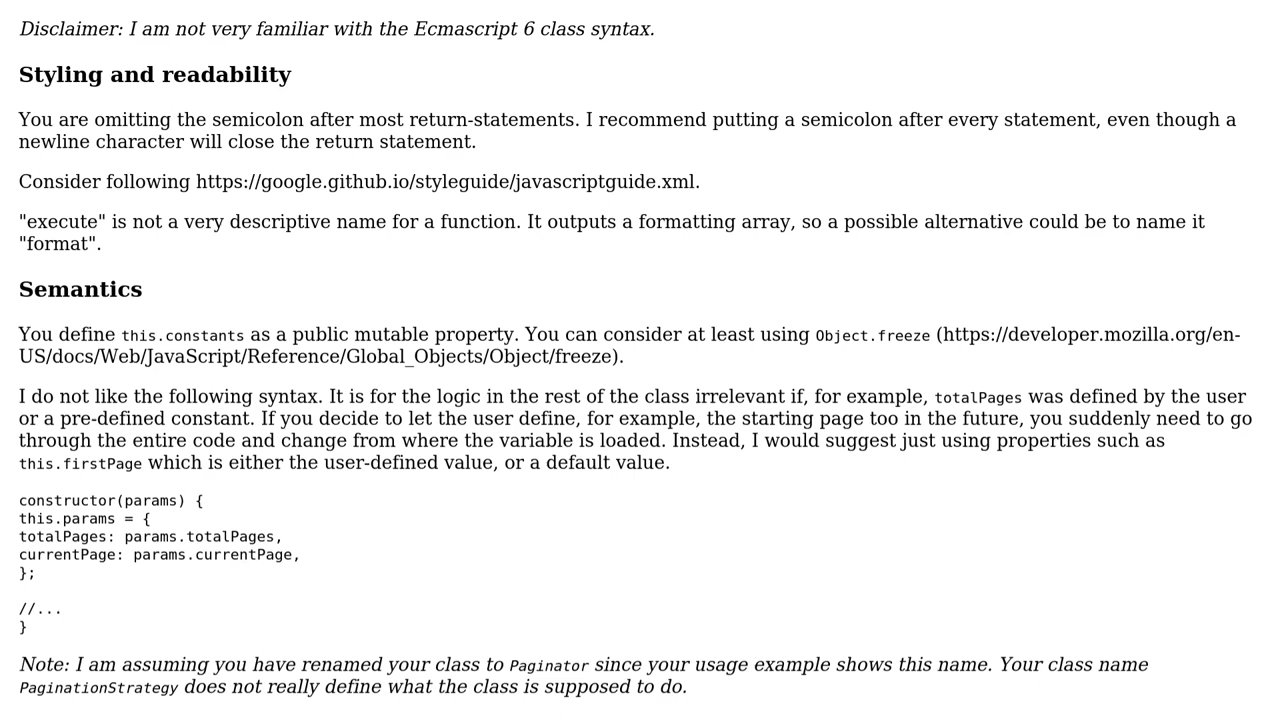 Disclaimer: I am not very familiar with the Ecmascript 6 class syntax.
Styling and readability
You are omitting the semicolon after most return-statements. I recommend putting a semicolon after every statement, even though a
newline character will close the return statement.
Consider following https://google.github.io/styleguide/javascriptguide.xml.
"execute" is not a very descriptive name for a function. It outputs a formatting array, so a possible alternative could be to name it
"format".
Semantics
You define this.constants as a public mutable property. You can consider at least using Object.freeze (https://developer.mozilla.org/en-
US/docs/Web/JavaScript/Reference/Global_Objects/Object/freeze).
I do not like the following syntax. It is for the logic in the rest of the class irrelevant if, for example, totalPages was defined by the user
or a pre-defined constant. If you decide to let the user define, for example, the starting page too in the future, you suddenly need to go
through the entire code and change from where the variable is loaded. Instead, I would suggest just using properties such as
this.firstPage which is either the user-defined value, or a default value.
constructor(params) {
this.params = {
totalPages: params.totalPages,
currentPage: params.currentPage,
};
//...
}
Note: I am assuming you have renamed your class to Paginator since your usage example shows this name. Your class name
PaginationStrategy does not really define what the class is supposed to do.